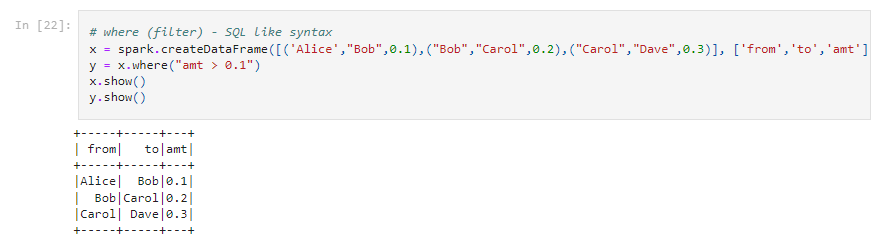 In [22]:
# where (filter) - SQL like syntax
x = spark.createDataFrame([('Alice',"Bob",0.1),("Bob","Carol",0.2),("Carol","Dave",0.3)], ['from','to','amt']
y = x.where("amt > 0.1")
x.show()
y.show()
+-----+-----+---+
| from|   to|amt|
+-----+-----+---+
|Alice|  Bob|0.1|
|  Bob|Carol|0.2|
|Carol| Dave|0.3|
+-----+-----+---+